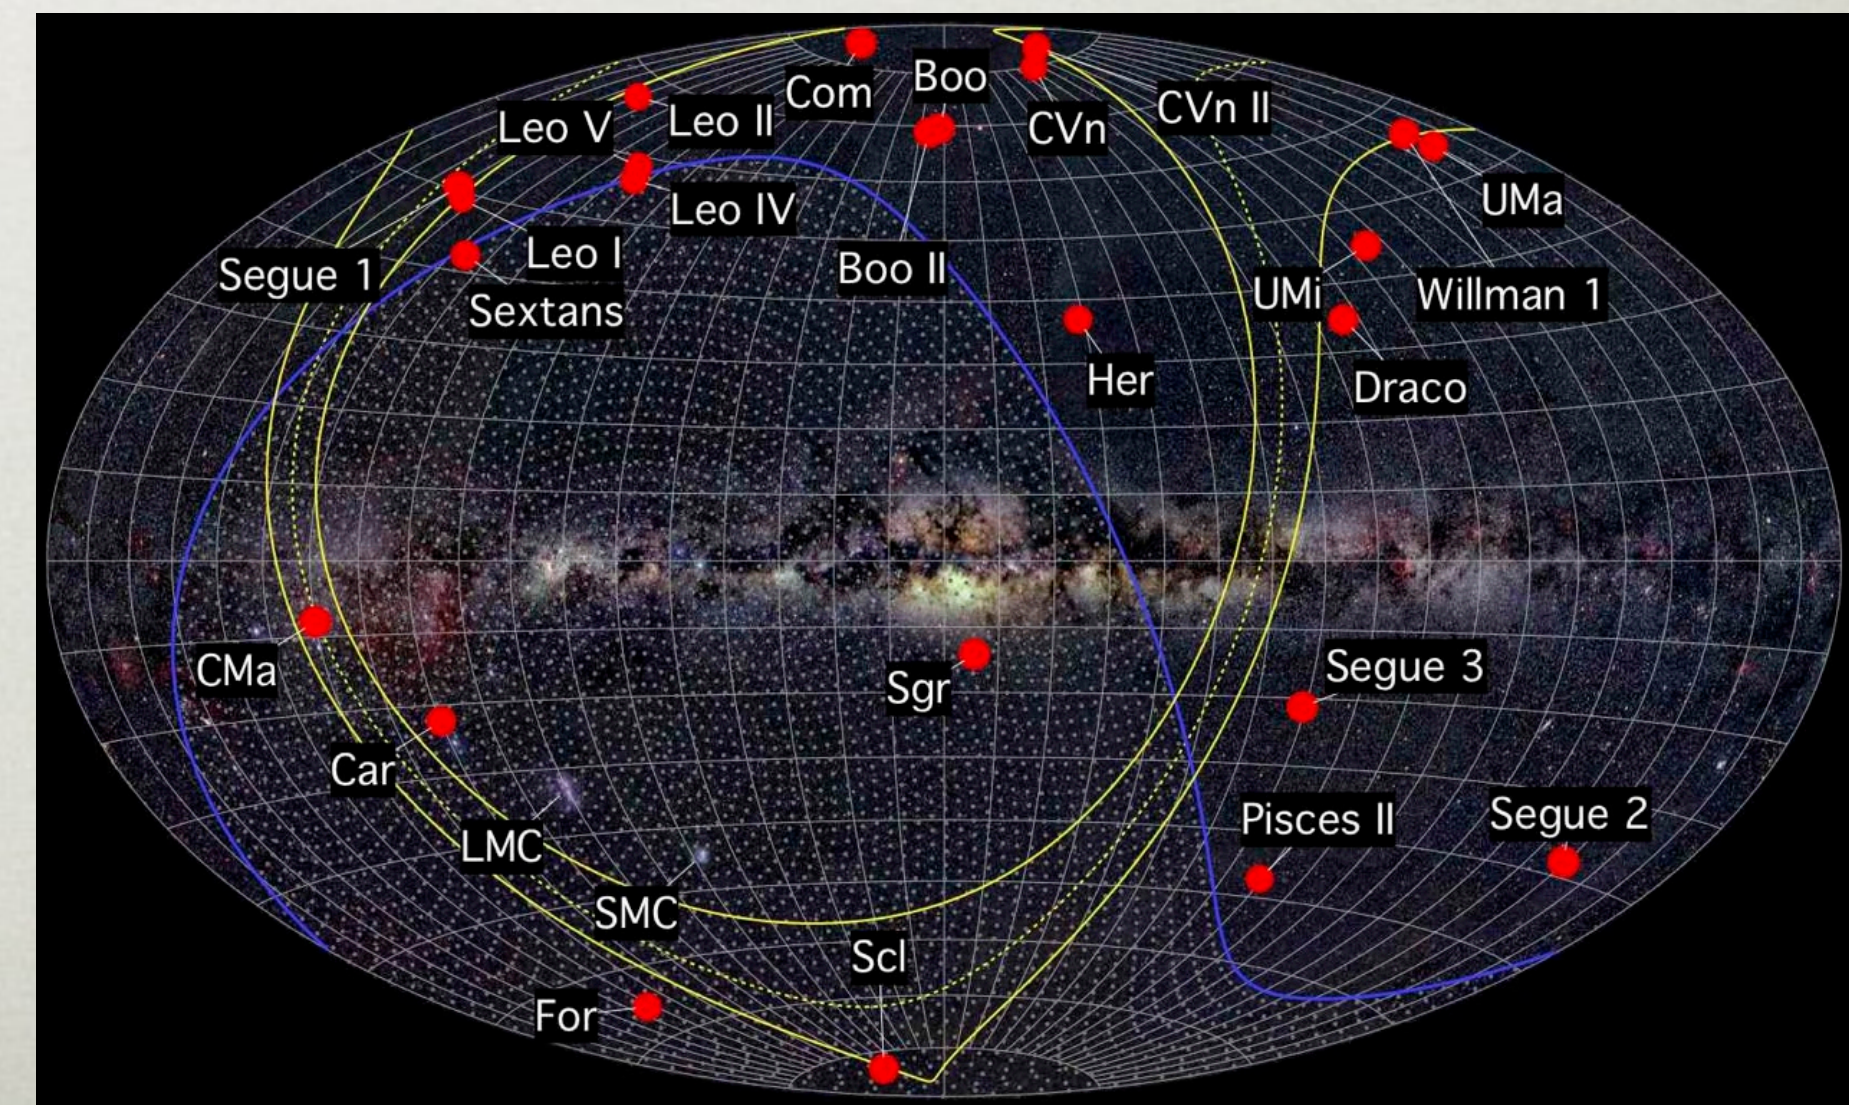 Com
Boo
CVn
CVn II
Leo V
Leo II
Leo IV
UMa
Segue 1
Leo I
Boo II
UMi
Willman 1
Sextans
Her
Draco
CMa
Sgr
Segue 3
Car
LMC
Pisces II
Segue 2
SMC
Scl
For